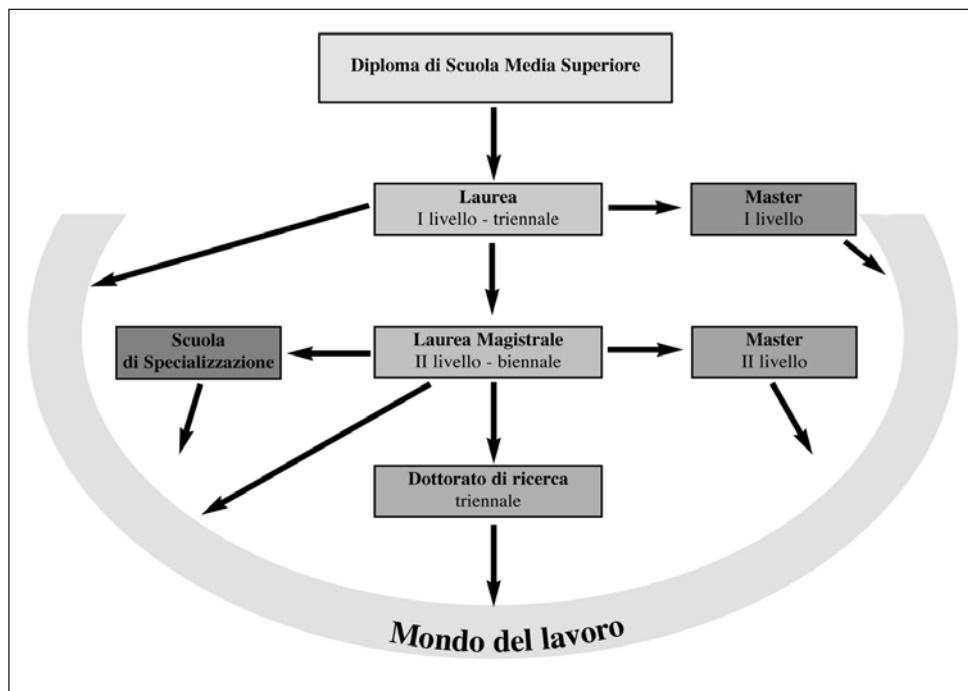 Diploma di Scuola Media Superiore
Laurea
I livello - triennale
Master
I livello
Scuola
di Specializzazione
Laurea Magistrale
II livello - biennale
Master
II livello
Dottorato di ricerca
triennale
Mondo del lavoro